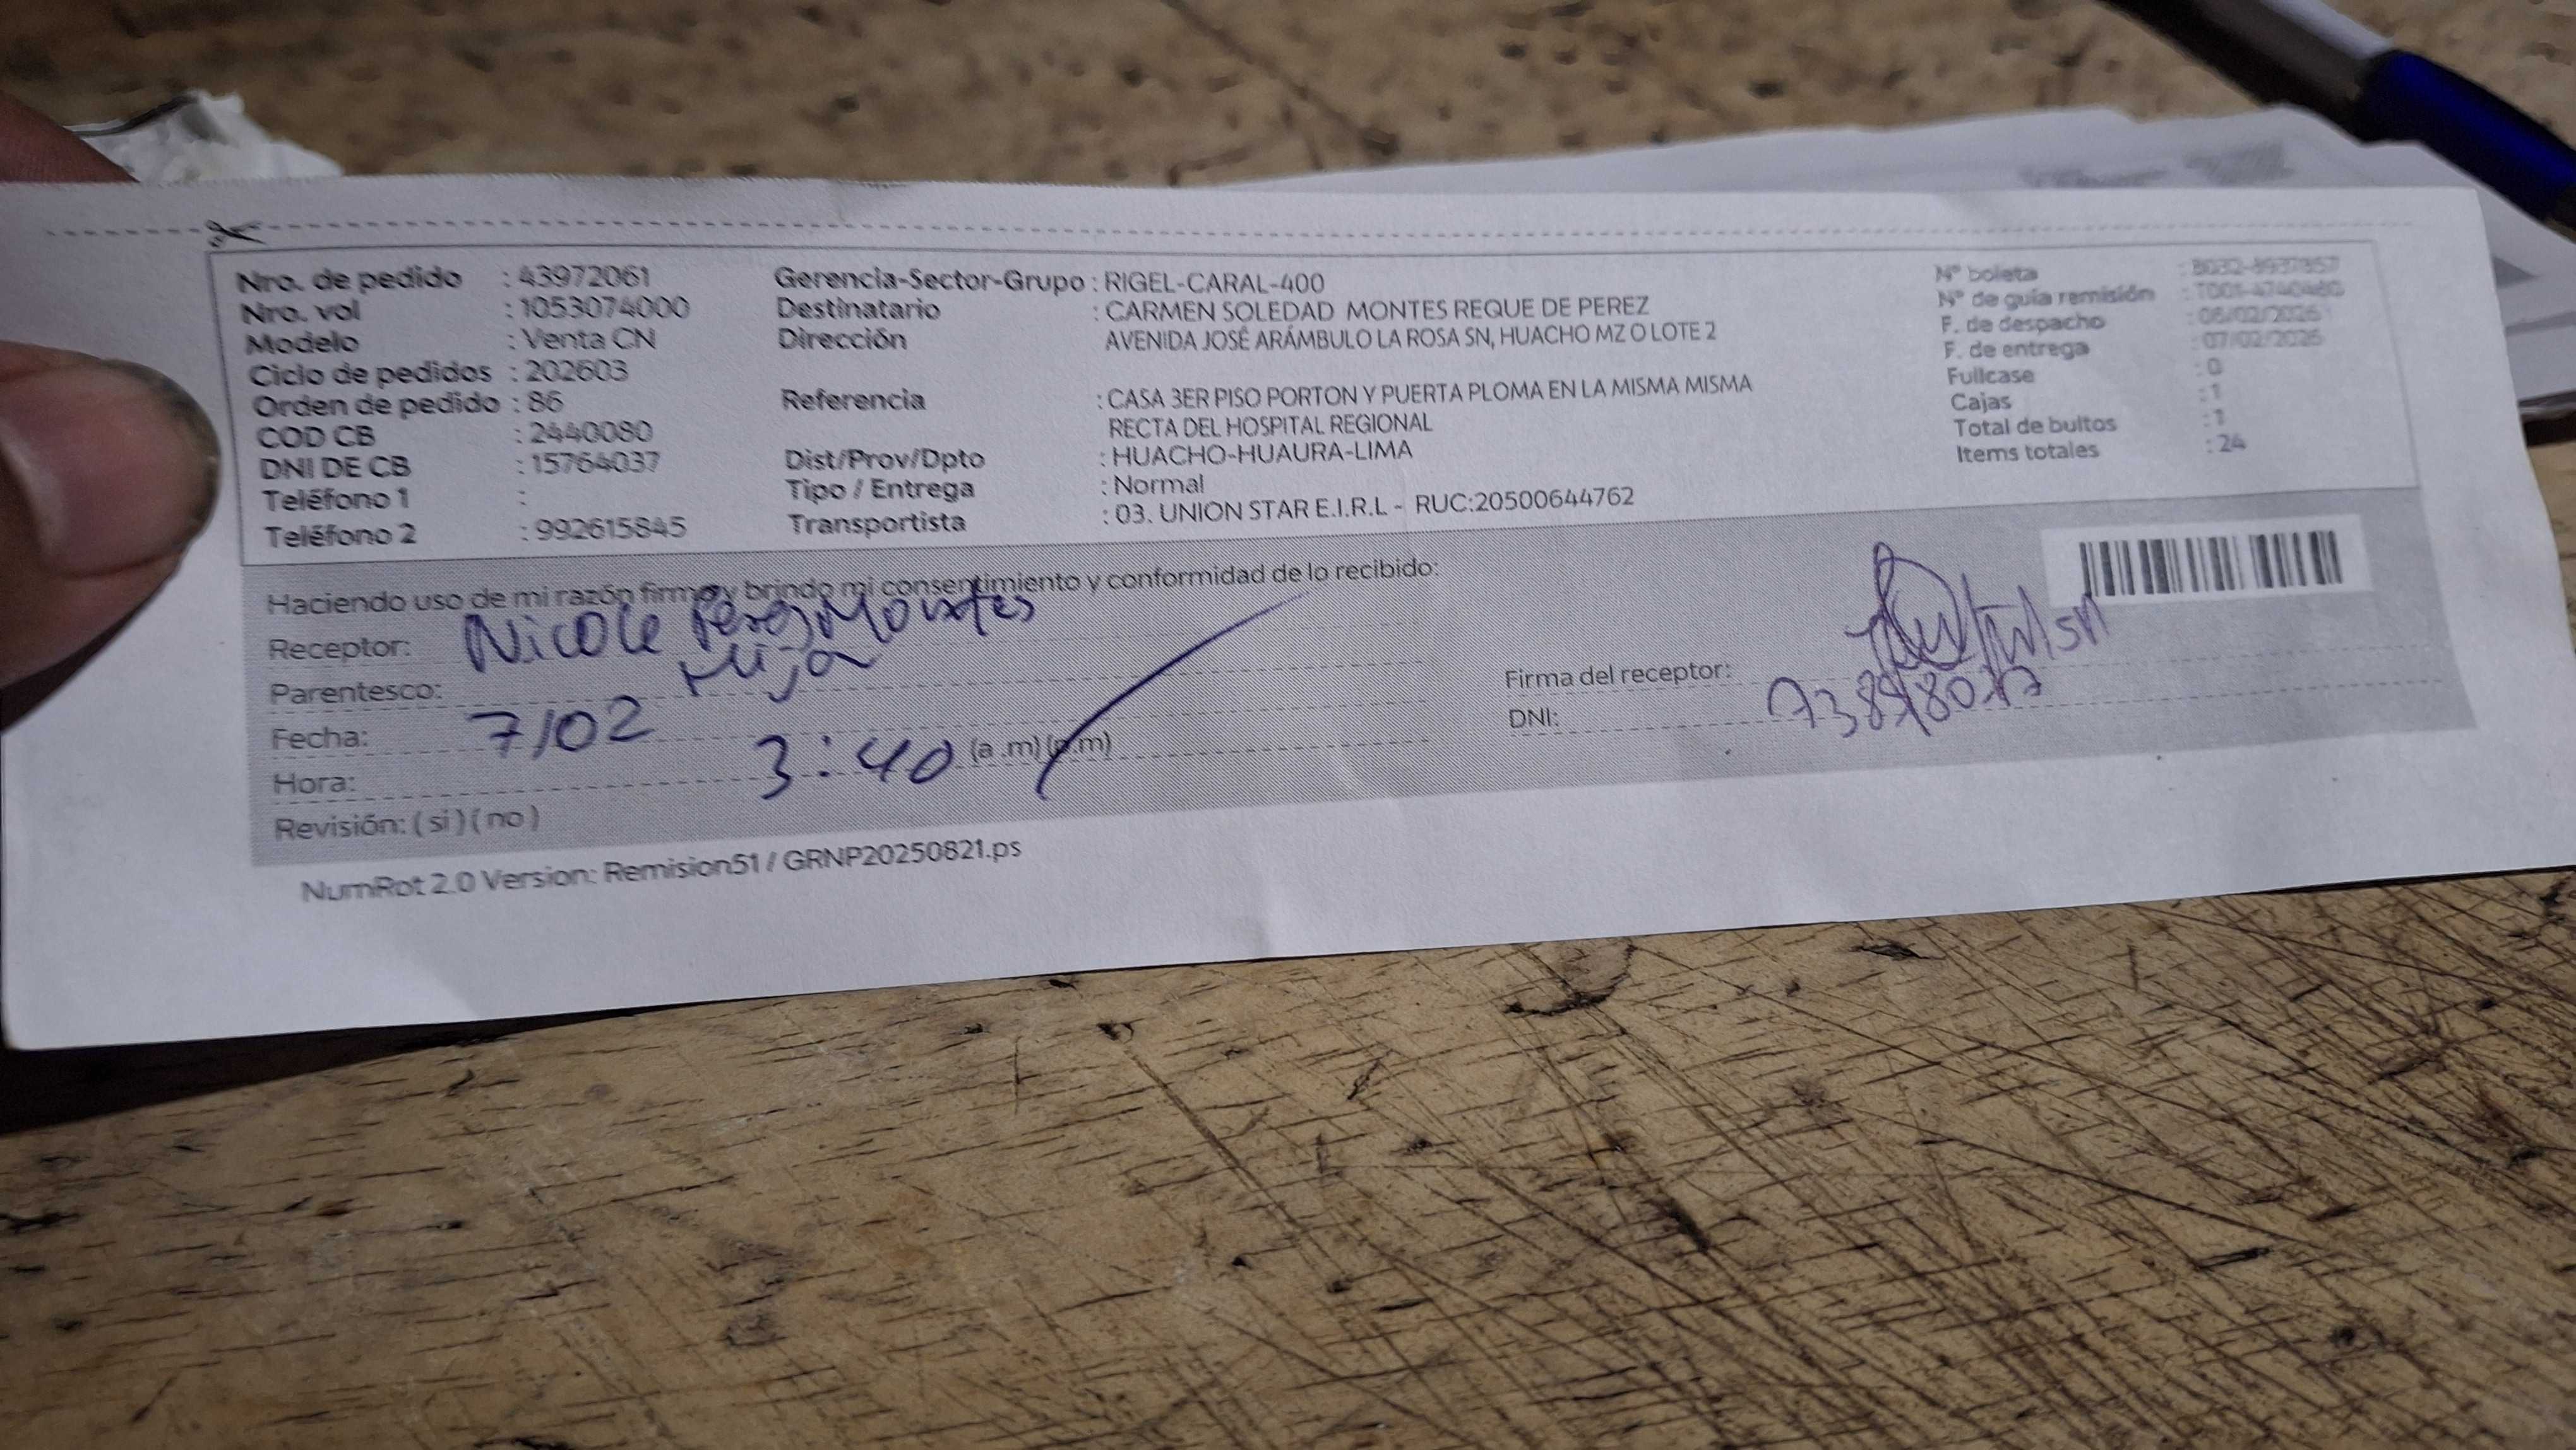 Nro. de pedido : 43972061
Nro. vol : 1053074000
Modelo : Venta CN
Ciclo de pedidos : 202603
Orden de pedido : 86
COD CB : 2440080
DNI DE CB : 15764037
Teléfono 1 :
Teléfono 2 : 992615845
Gerencia-Sector-Grupo : RIGEL-CARAL-400
Destinatario : CARMEN SOLEDAD MONTES REQUE DE PEREZ
Dirección AVENIDA JOSÉ ARÁMBULO LA ROSA SN, HUACHO MZ O LOTE 2
Referencia : CASA 3ER PISO PORTON Y PUERTA PLOMA EN LA MISMA MISMA
RECTA DEL HOSPITAL REGIONAL
Dist/Prov/Dpto : HUACHO-HUAURA-LIMA
Tipo / Entrega : Normal
Transportista : 03. UNION STAR E.I.R.L - RUC:20500644762
N° boleta :
N° de guía remisión :
F. de despacho : 06/02/2026
F. de entrega : 07/02/2026
Fullcase : 0
Cajas : 1
Total de bultos : 1
Items totales : 24
Haciendo uso de mi razón firmo y brindo mi consentimiento y conformidad de lo recibido:
Receptor: Nicole Perez Montes
Parentesco: Hija
Fecha: 7/02
Hora: 3:40 (a.m) (p.m)
Revisión: ( si ) ( no )
Firma del receptor:
DNI:
NumRot 2.0 Version: Remision51 / GRNP20250821.ps